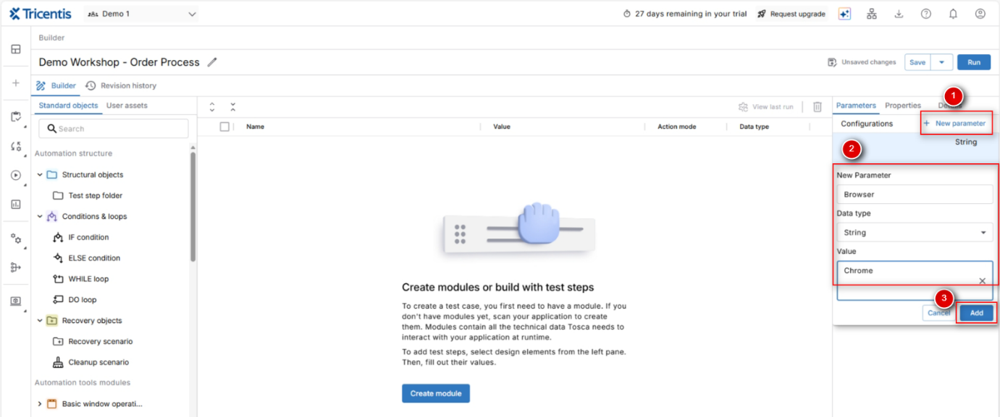 Tricentis
Demo 1
27 days remaining in your trial
Request upgrade
Builder
Demo Workshop - Order Process
Unsaved changes
Save
Run
Builder
Revision history
Standard objects
User assets
Search
Automation structure
Structural objects
Test step folder
Conditions & loops
IF condition
ELSE condition
WHILE loop
DO loop
Recovery objects
Recovery scenario
Cleanup scenario
Automation tools modules
Basic window operati...
View last run
Name
Value
Action mode
Data type
Create modules or build with test steps
To create a test case, you first need to have a module. If you
don't have modules yet, scan your application to create
them. Modules contain all the technical data Tosca needs to
interact with your application at runtime.
To add test steps, select design elements from the left pane.
Then, fill out their values.
Create module
1
Parameters
Properties
Configurations
+ New parameter
String
2
New Parameter
Browser
Data type
String
Value
Chrome
3
Cancel
Add